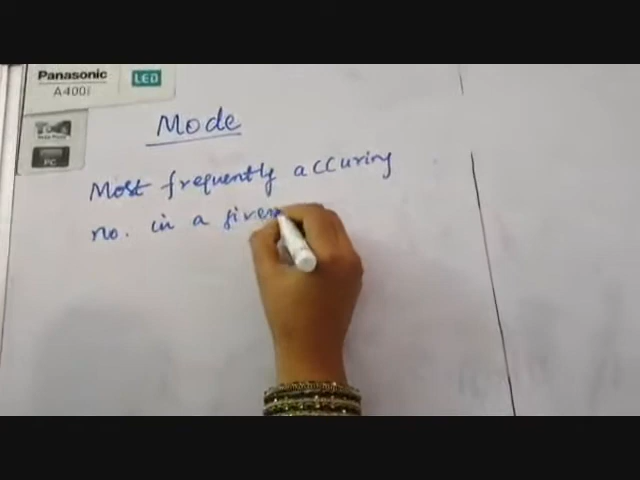 Panasonic LED
A400i
PC
Mode
Most frequently accuring
no. in a given